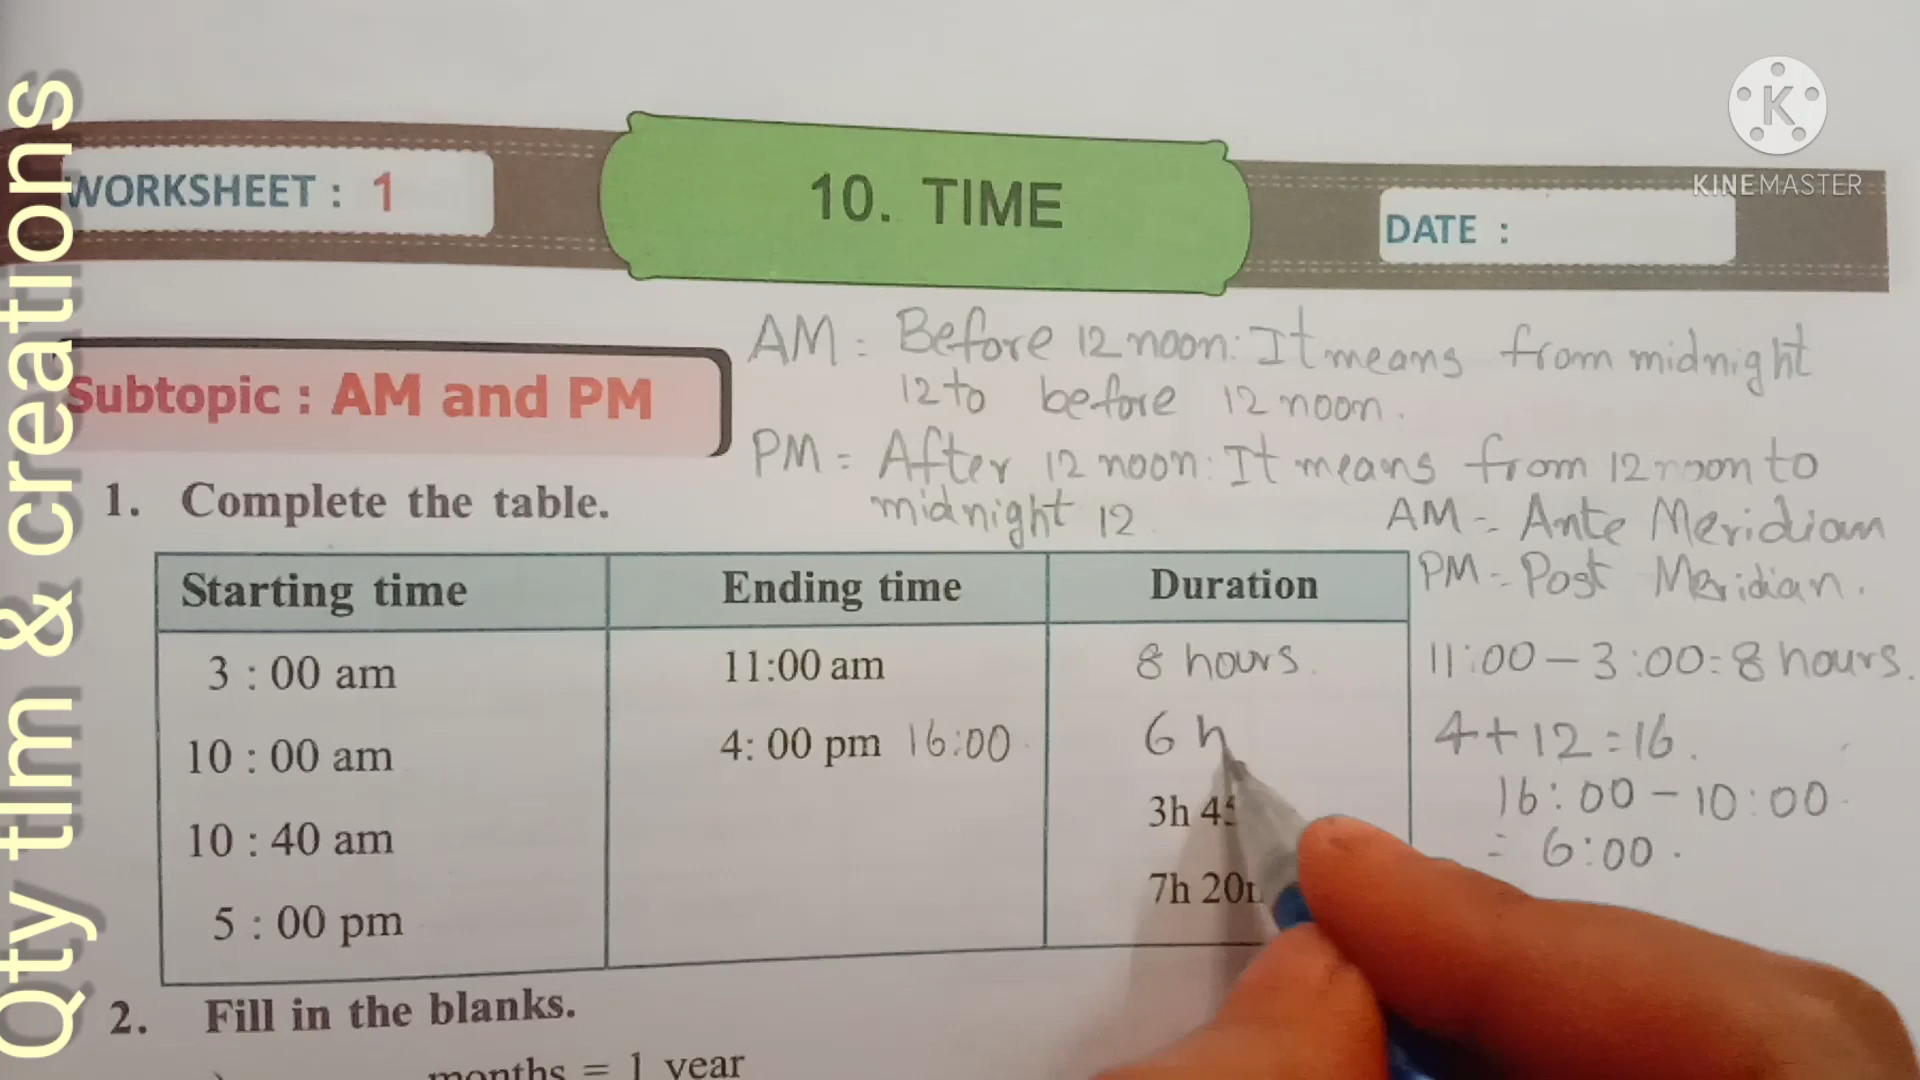 Qty tlm & creations
K
KINEMASTER
WORKSHEET : 1
10. TIME
DATE :
Subtopic : AM and PM
AM = Before 12 noon: It means from midnight
12 to before 12 noon.
PM = After 12 noon: It means from 12 noon to
midnight 12.
AM - Ante Meridiam
PM - Post Meridian.
1. Complete the table.
Starting time Ending time Duration
3 : 00 am 11:00 am 8 hours. 11:00 - 3:00 = 8 hours.
10 : 00 am 4: 00 pm 16:00 6 h 4 + 12 = 16.
16:00 - 10:00
10 : 40 am 3h 45
= 6:00.
5 : 00 pm 7h 20
2. Fill in the blanks.
months = 1 year